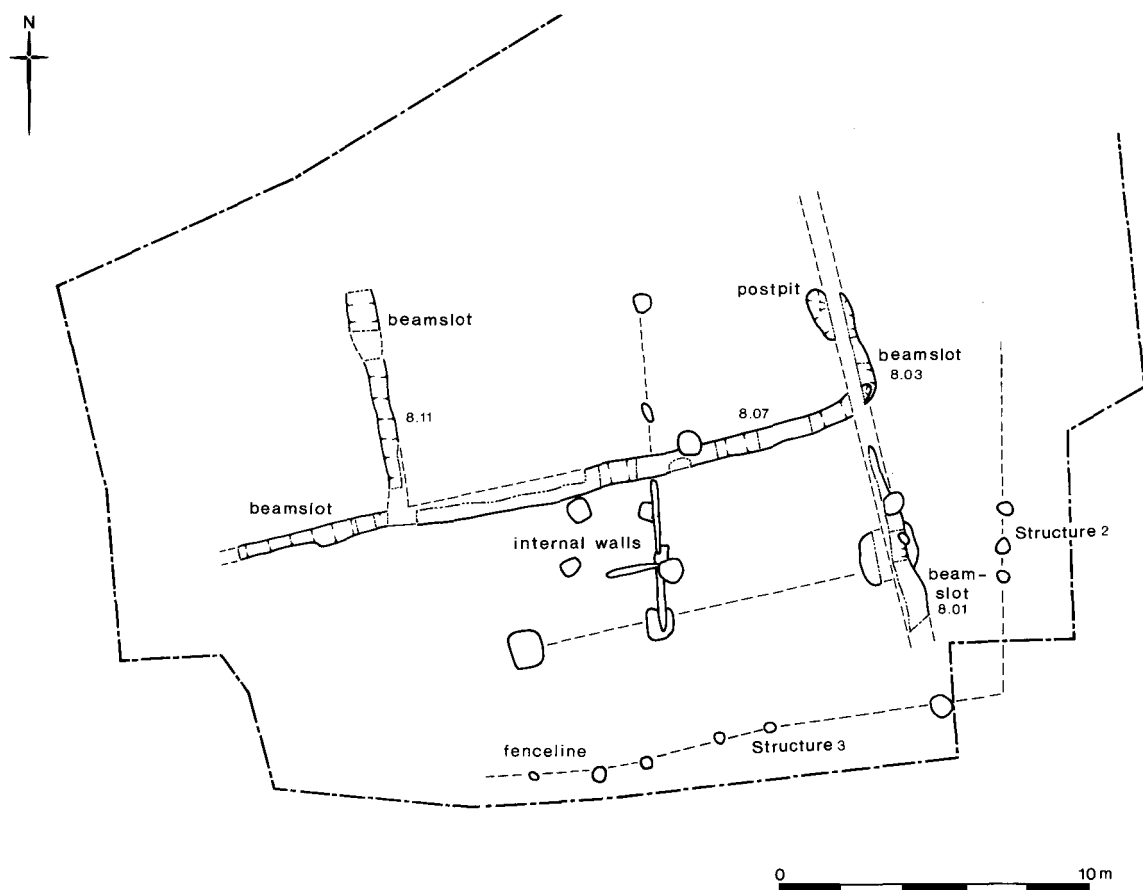 N
postpit
beamslot
beamslot
8.03
8.11
8.07
beamslot
internal walls
Structure 2
beam-
slot
8.01
fenceline
Structure 3
0 10 m